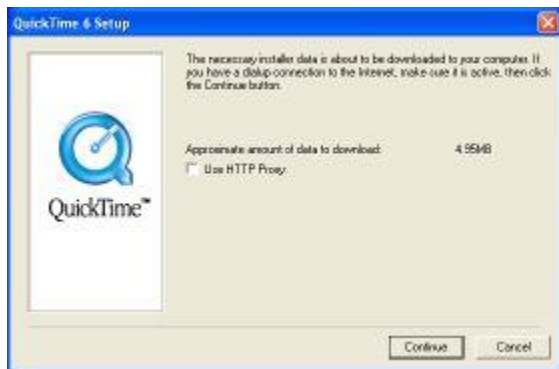 QuickTime 6 Setup
The necessary installer data is about to be downloaded to your computer. If
you have a dialup connection to the Internet, make sure it is active, then click
the Continue button.
Approximate amount of data to download: 4.95MB
Use HTTP Proxy
QuickTime™
Continue
Cancel